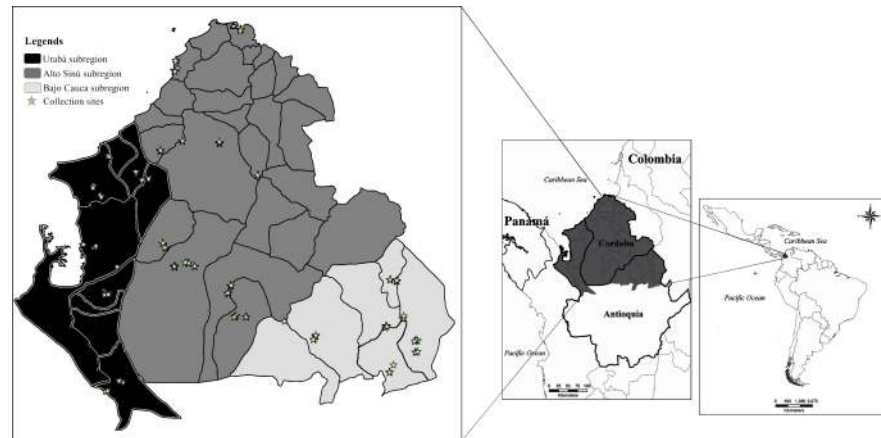 Legends
Urabá subregion
Alto Sinú subregion
Bajo Cauca subregion
Collection sites
Colombia
Caribbean Sea
Panamá
Cordoba
Antioquia
Pacific Ocean
Kilometers
Caribbean Sea
Pacific Ocean
Kilometers